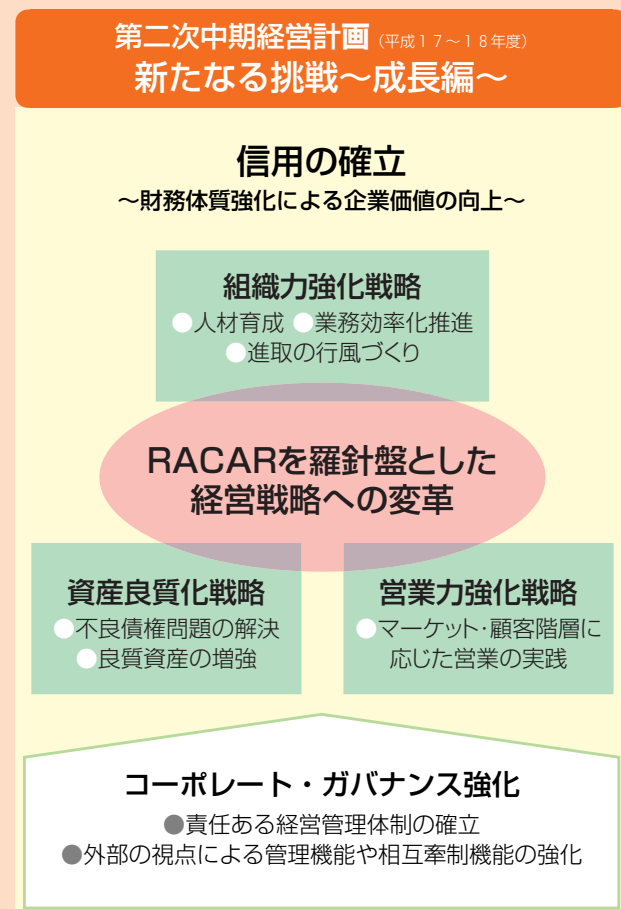 第二次中期経営計画（平成17～18年度）
新たなる挑戦～成長編～
信用の確立
～財務体質強化による企業価値の向上～
組織力強化戦略
●人材育成 ●業務効率化推進
●進取の行風づくり
RACARを羅針盤とした
経営戦略への変革
資産良質化戦略
●不良債権問題の解決
●良質資産の増強
営業力強化戦略
●マーケット・顧客階層に
応じた営業の実践
コーポレート・ガバナンス強化
●責任ある経営管理体制の確立
●外部の視点による管理機能や相互牽制機能の強化